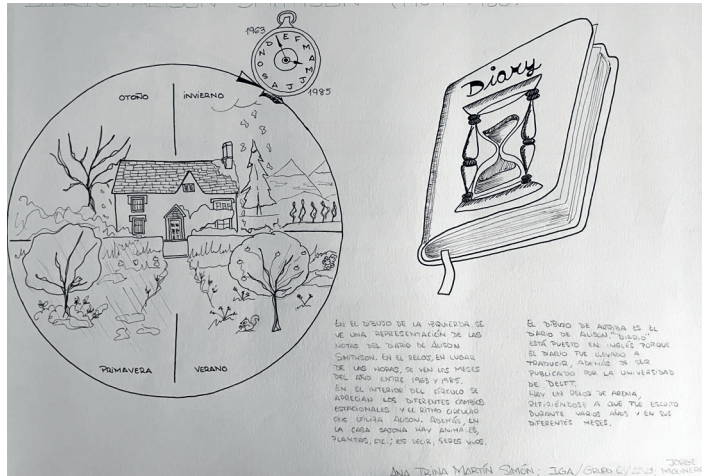 DIARIO: ALISON SMITHSON
1963
D E F M A M J J A S O N
1985
OTOÑO
INVIERNO
PRIMAVERA
VERANO
Diary
EN EL DIBUJO DE LA IZQUIERDA SE
VE UNA REPRESENTACIÓN DE LAS
NOTAS DEL DIARIO DE ALISON
SMITHSON. EN EL RELOJ, EN LUGAR
DE LAS HORAS, SE VEN LOS MESES
DEL AÑO ENTRE 1963 Y 1985.
EN EL INTERIOR DEL CÍRCULO SE
APRECIAN LOS DIFERENTES CAMBIOS
ESTACIONALES Y EL RITMO CIRCULAR
QUE UTILIZA ALISON. ADEMÁS, EN
LA CASA SAJONA HAY ANIMALES,
PLANTAS, ETC.; ES DECIR, SERES VIVOS.
EL DIBUJO DE ARRIBA ES EL
DIARIO DE ALISON. "DIARIO"
ESTÁ PUESTO EN INGLÉS PORQUE
EL DIARIO FUE LLEVADO A
TRADUCIR, ADEMÁS DE SER
PUBLICADO POR LA UNIVERSIDAD
DE DELFT.
HAY UN RELOJ DE ARENA,
REFIRIÉNDOSE A QUE FUE ESCRITO
DURANTE VARIOS AÑOS Y EN SUS
DIFERENTES MESES.
ANA TRINA MARTÍN SIMÓN; IGA/GRUPO C/
JORGE
MOLINERO